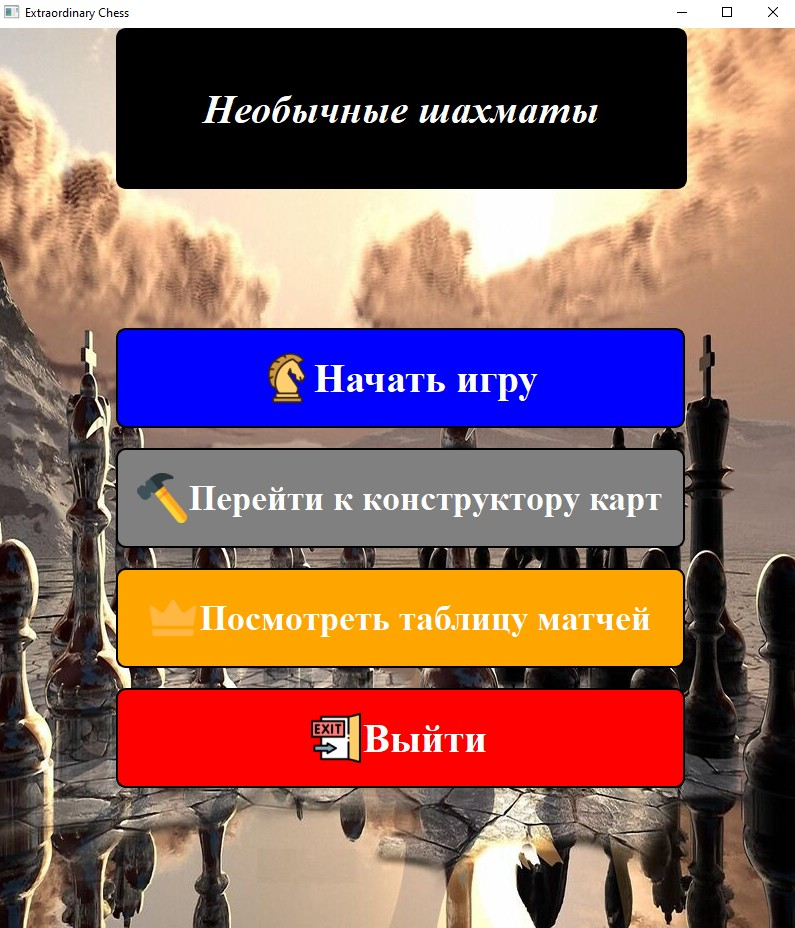 Extraordinary Chess
Необычные шахматы
Начать игру
Перейти к конструктору карт
Посмотреть таблицу матчей
EXIT
Выйти